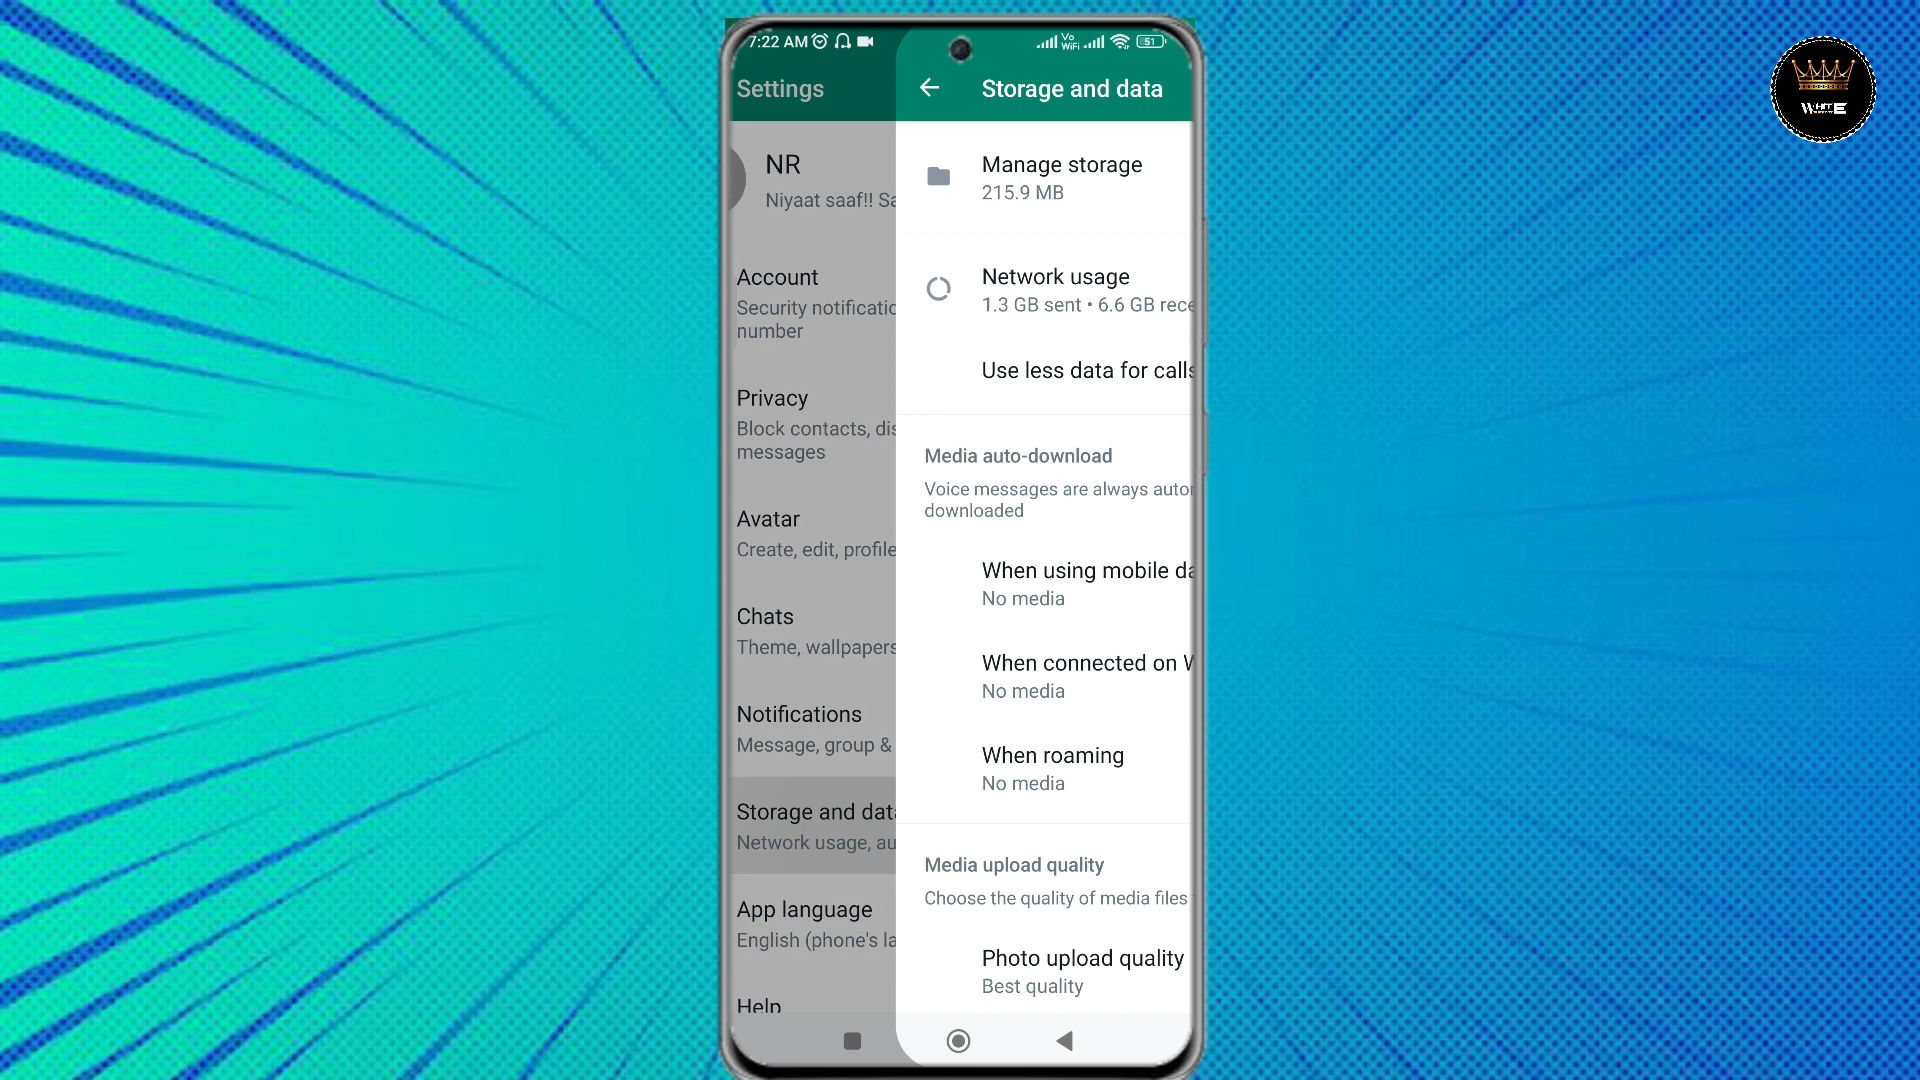 7:22 AM
Vo
WiFi
51
Settings
Storage and data
NR
Niyaat saaf!! Sa
Manage storage
215.9 MB
Account
Security notificatio
number
Network usage
1.3 GB sent • 6.6 GB rece
Use less data for calls
Privacy
Block contacts, dis
messages
Media auto-download
Voice messages are always autor
downloaded
Avatar
Create, edit, profile
When using mobile da
No media
Chats
Theme, wallpapers
When connected on W
No media
Notifications
Message, group &
When roaming
No media
Storage and data
Network usage, au
Media upload quality
Choose the quality of media files
App language
English (phone's la
Photo upload quality
Best quality
Help
WHITE